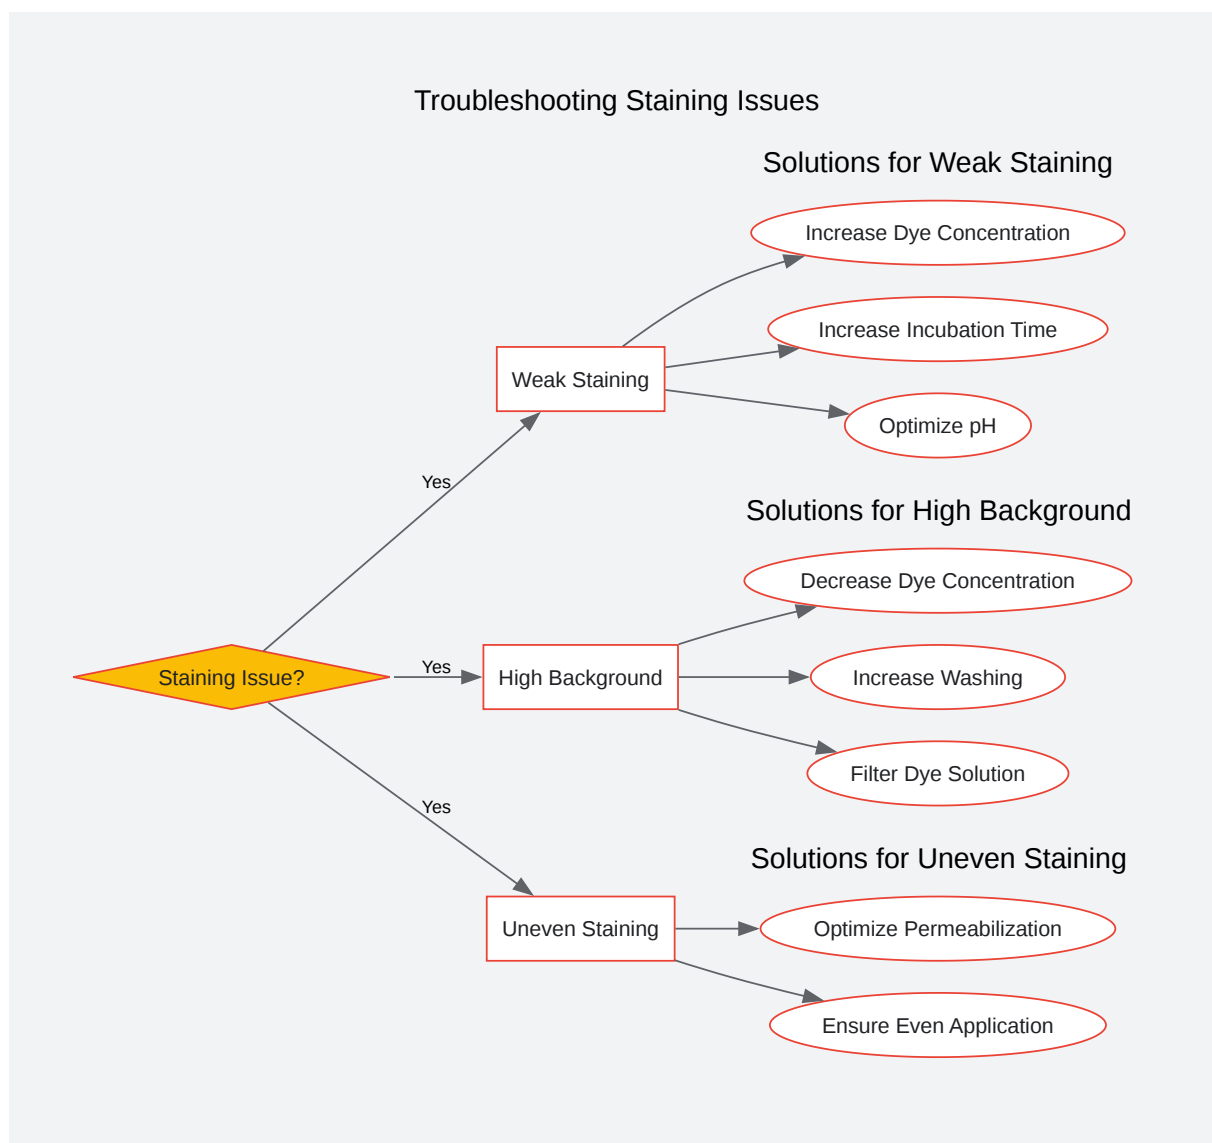 Troubleshooting Staining Issues
Solutions for Weak Staining
Increase Dye Concentration
Increase Incubation Time
Weak Staining
Optimize pH
Yes
Solutions for High Background
Decrease Dye Concentration
Yes
Staining Issue?
High Background
Increase Washing
Filter Dye Solution
Yes
Solutions for Uneven Staining
Uneven Staining
Optimize Permeabilization
Ensure Even Application